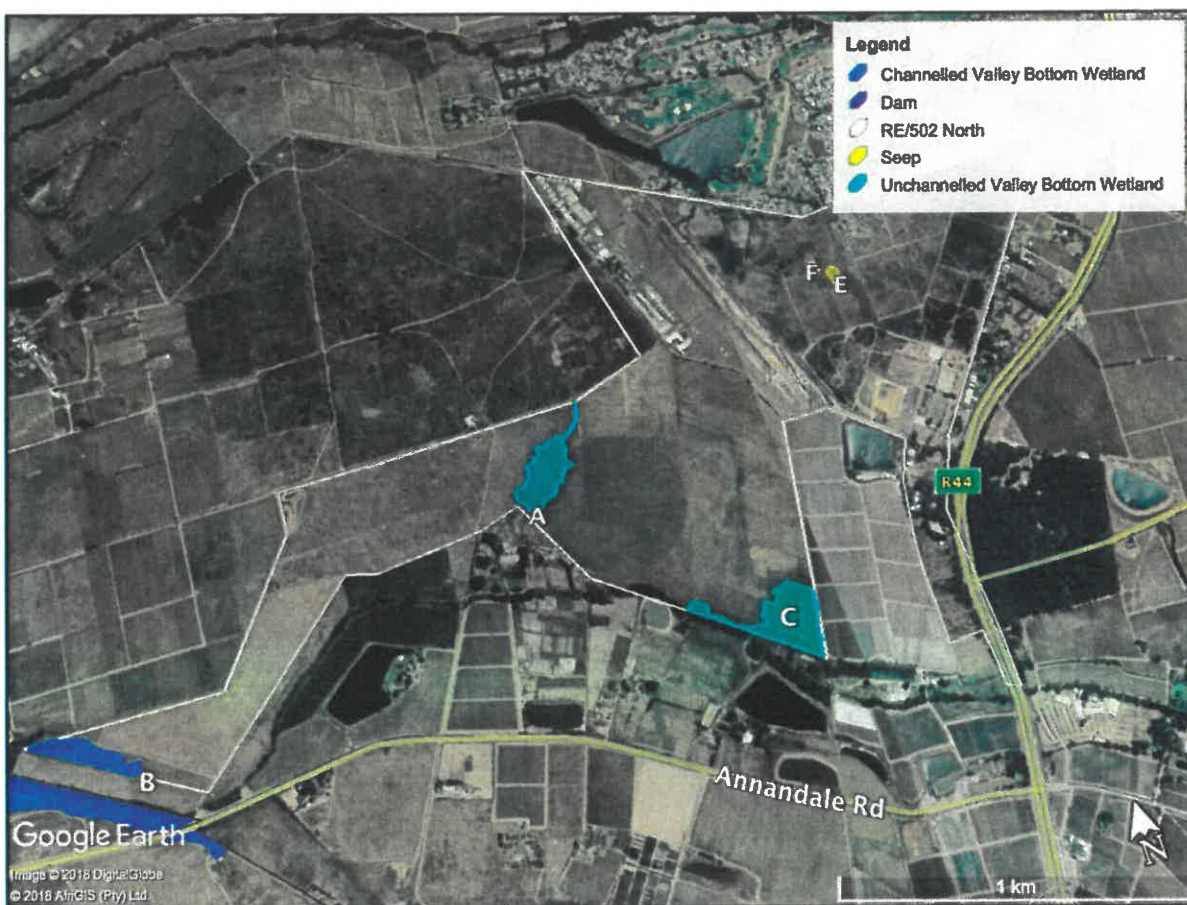 Legend
Channelled Valley Bottom Wetland
Dam
RE/502 North
Seep
Unchannelled Valley Bottom Wetland
F
E
R44
A
C
B
Annandale Rd
Google Earth
N
Image © 2018 DigitalGlobe
© 2018 AfriGIS (Pty) Ltd.
1 km